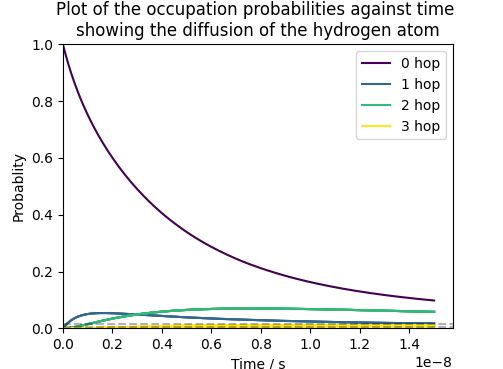 Plot of the occupation probabilities against time
showing the diffusion of the hydrogen atom
1.0
0.8
0.6
0.4
0.2
0.0
Probablity
0 hop
1 hop
2 hop
3 hop
0.0 0.2 0.4 0.6 0.8 1.0 1.2 1.4
1e−8
Time / s